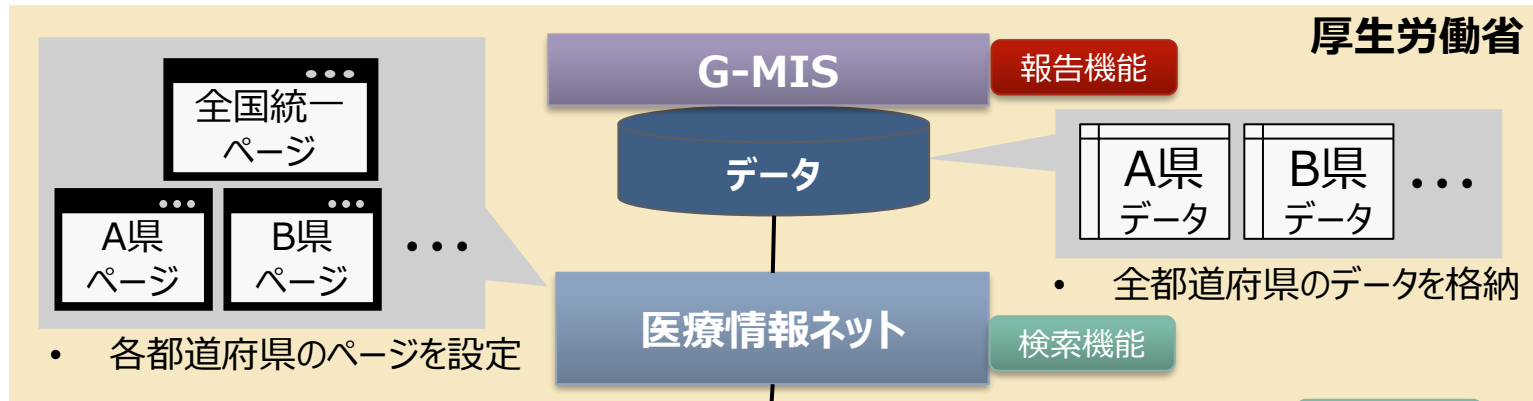 厚生労働省
G-MIS
報告機能
全国統一
ページ
A県
ページ
B県
ページ
・・・
データ
A県
データ
B県
データ
・・・
• 全都道府県のデータを格納
医療情報ネット
検索機能
• 各都道府県のページを設定